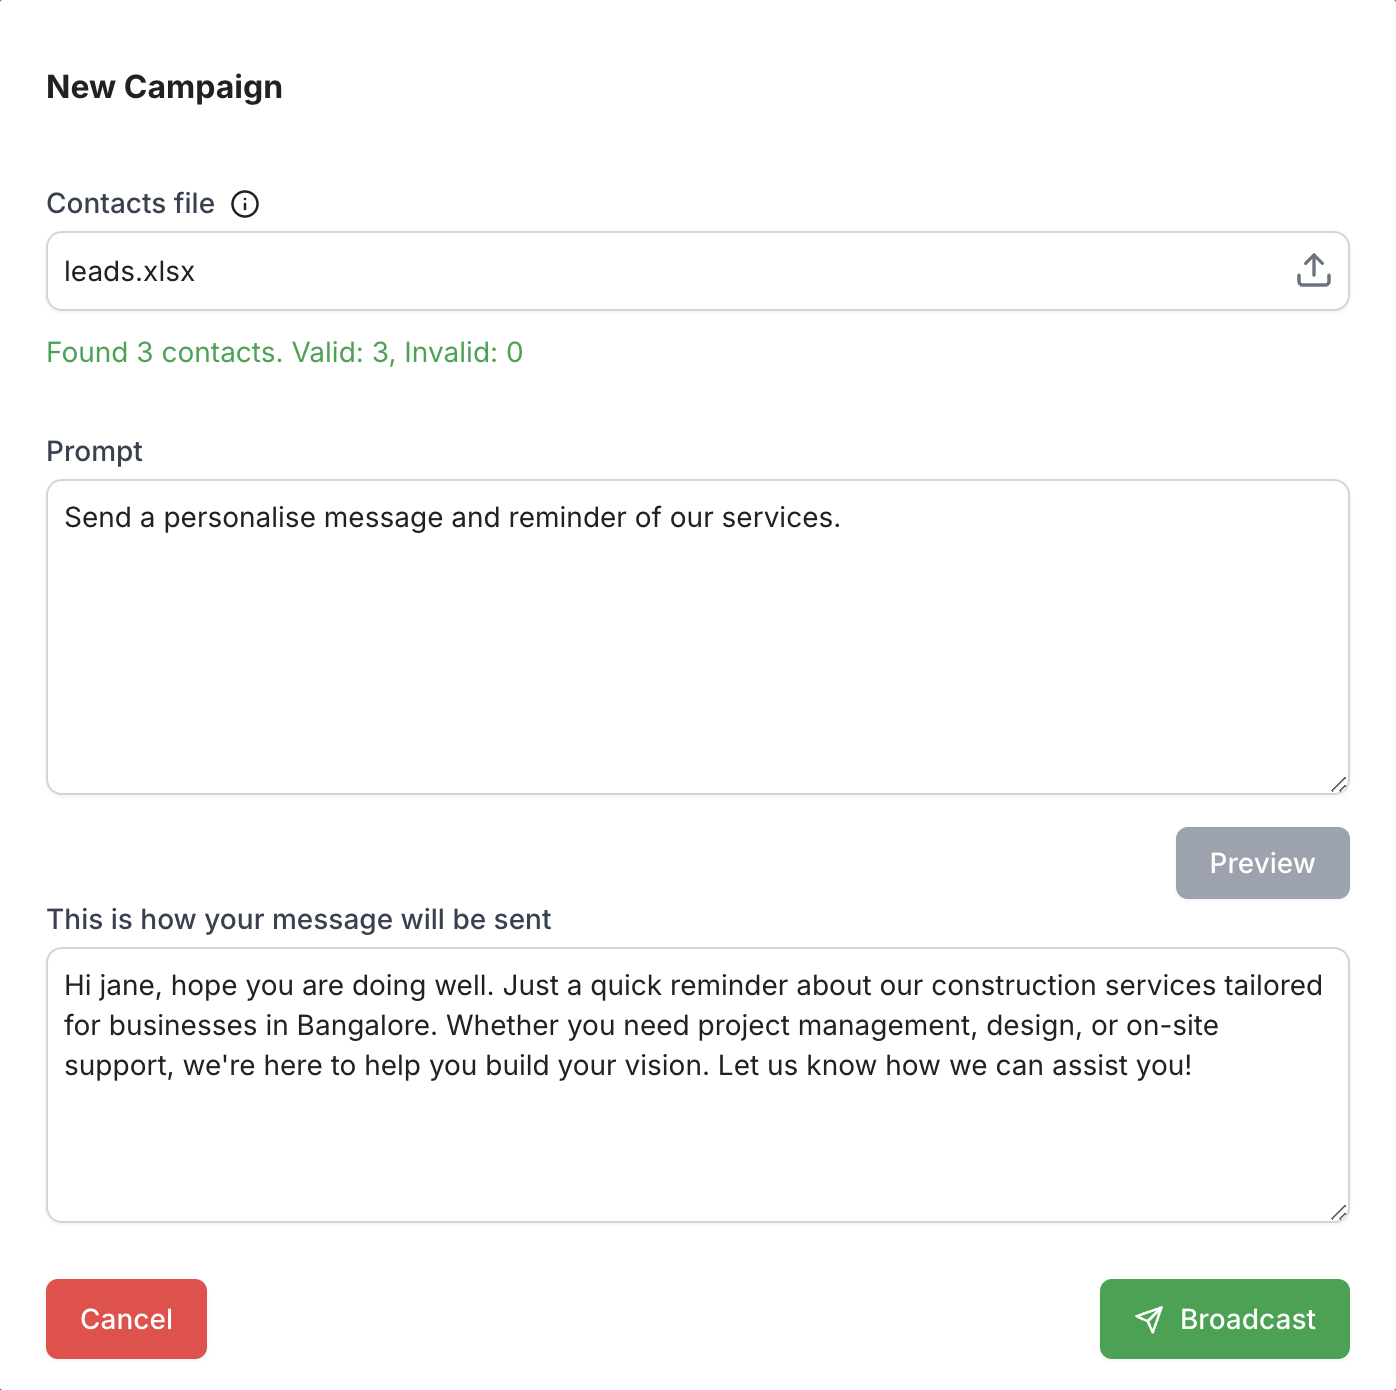 New Campaign
Contacts file
leads.xlsx
Found 3 contacts. Valid: 3, Invalid: 0
Prompt
Send a personalise message and reminder of our services.
Preview
This is how your message will be sent
Hi jane, hope you are doing well. Just a quick reminder about our construction services tailored
for businesses in Bangalore. Whether you need project management, design, or on-site
support, we're here to help you build your vision. Let us know how we can assist you!
Cancel
Broadcast